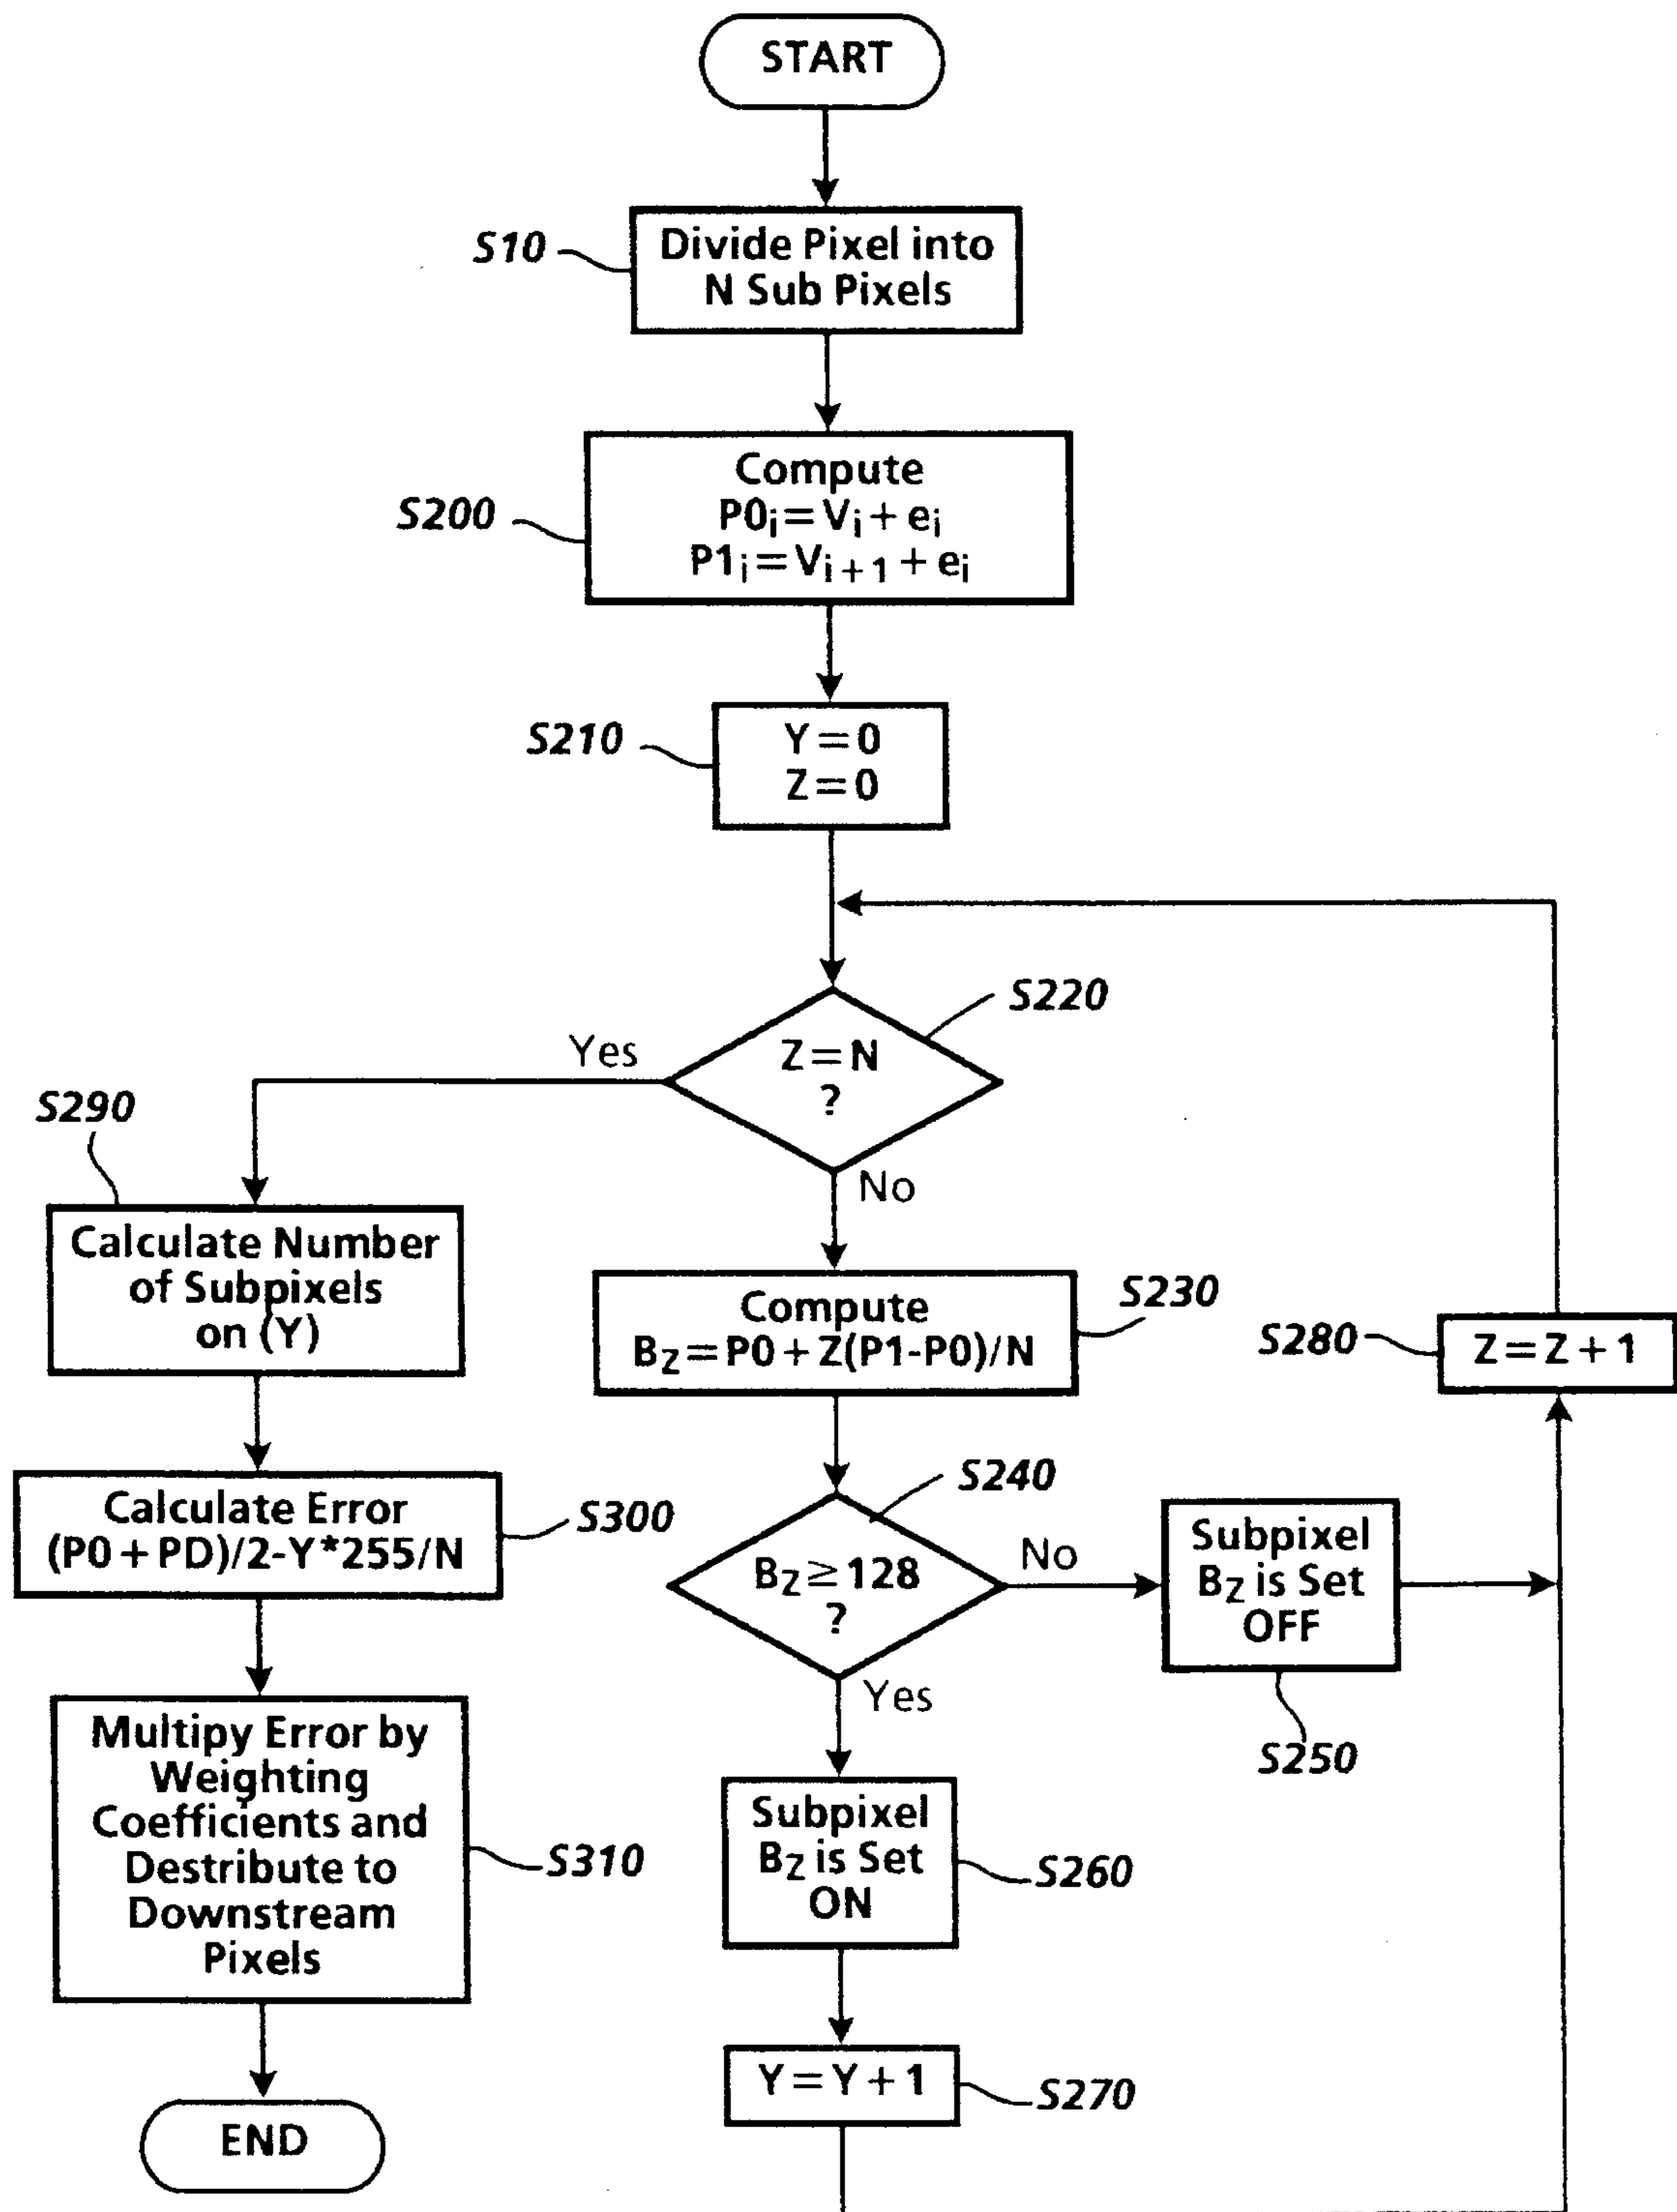 START
S10
Divide Pixel into
N Sub Pixels
S200
Compute
P0i=Vi+ei
P1i=Vi+1+ei
S210
Y=0
Z=0
S220
Z=N
?
Yes
No
S290
Calculate Number
of Subpixels
on (Y)
S230
Compute
BZ=P0+Z(P1-P0)/N
S280
Z=Z+1
S300
Calculate Error
(P0+PD)/2-Y*255/N
S240
BZ≥128
?
No
Yes
Subpixel
BZ is Set
OFF
S250
Multipy Error by
Weighting
Coefficients and
Destribute to
Downstream
Pixels
S310
Subpixel
BZ is Set
ON
S260
Y=Y+1
S270
END